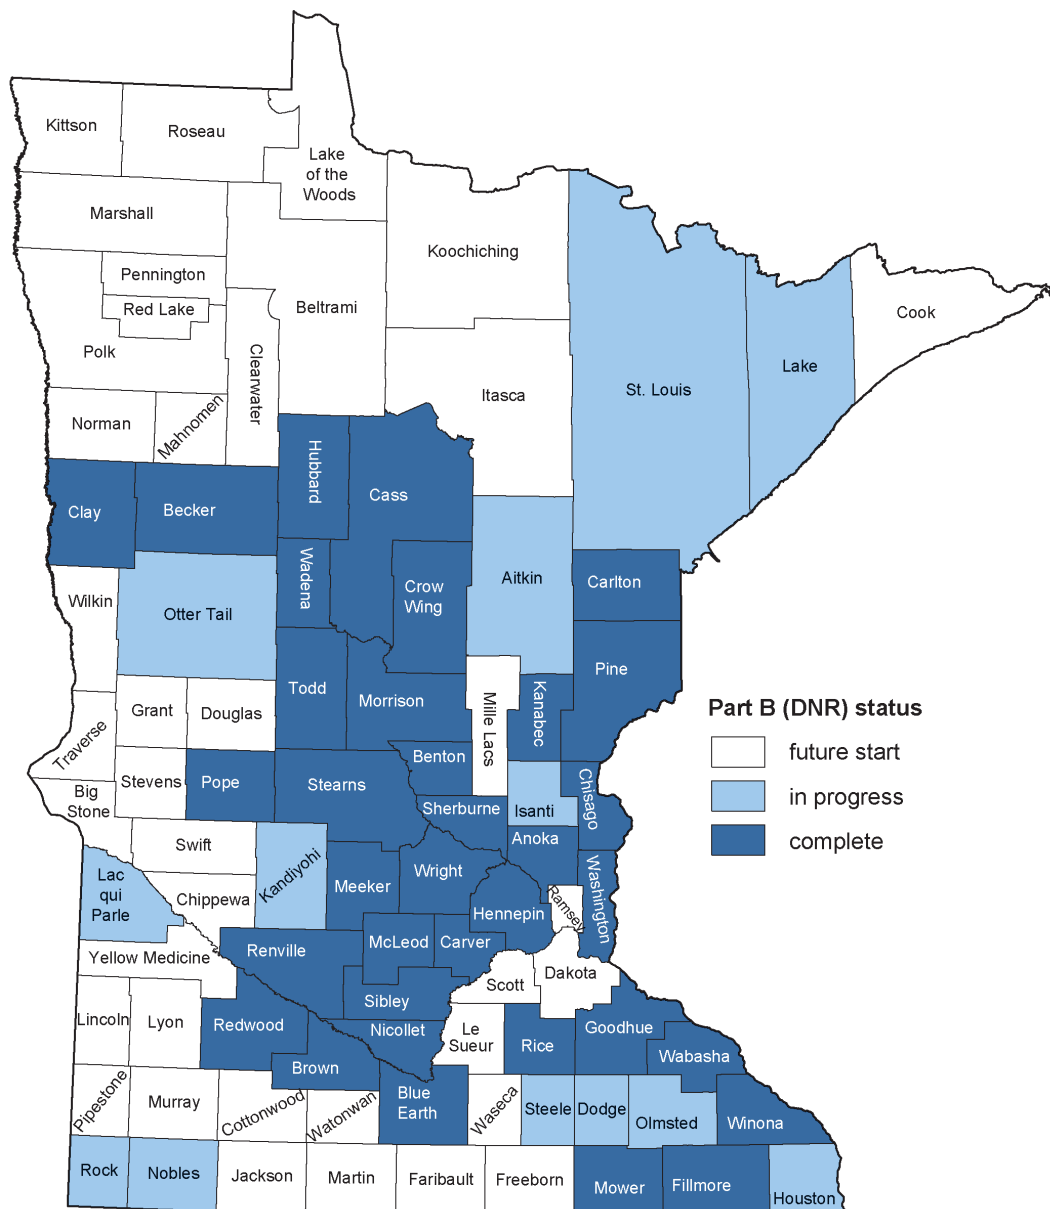 Kittson
Roseau
Lake
of the
Woods
Marshall
Koochiching
Pennington
Red Lake
Beltrami
Cook
Polk
Clearwater
Lake
St. Louis
Itasca
Norman
Mahnomen
Hubbard
Cass
Clay
Becker
Wadena
Aitkin
Carlton
Crow
Wing
Wilkin
Otter Tail
Pine
Todd
Morrison
Mille Lacs
Kanabec
Grant
Douglas
Part B (DNR) status
future start
in progress
complete
Traverse
Benton
Stevens
Pope
Stearns
Big
Stone
Sherburne
Isanti
Chisago
Anoka
Swift
Kandiyohi
Wright
Meeker
Lac
qui
Parle
Chippewa
Hennepin
Ramsey
Washington
Renville
McLeod
Carver
Yellow Medicine
Dakota
Scott
Sibley
Lincoln
Lyon
Redwood
Nicollet
Le
Sueur
Rice
Goodhue
Wabasha
Brown
Pipestone
Murray
Cottonwood
Watonwan
Blue
Earth
Waseca
Steele
Dodge
Olmsted
Winona
Rock
Nobles
Jackson
Martin
Faribault
Freeborn
Mower
Fillmore
Houston